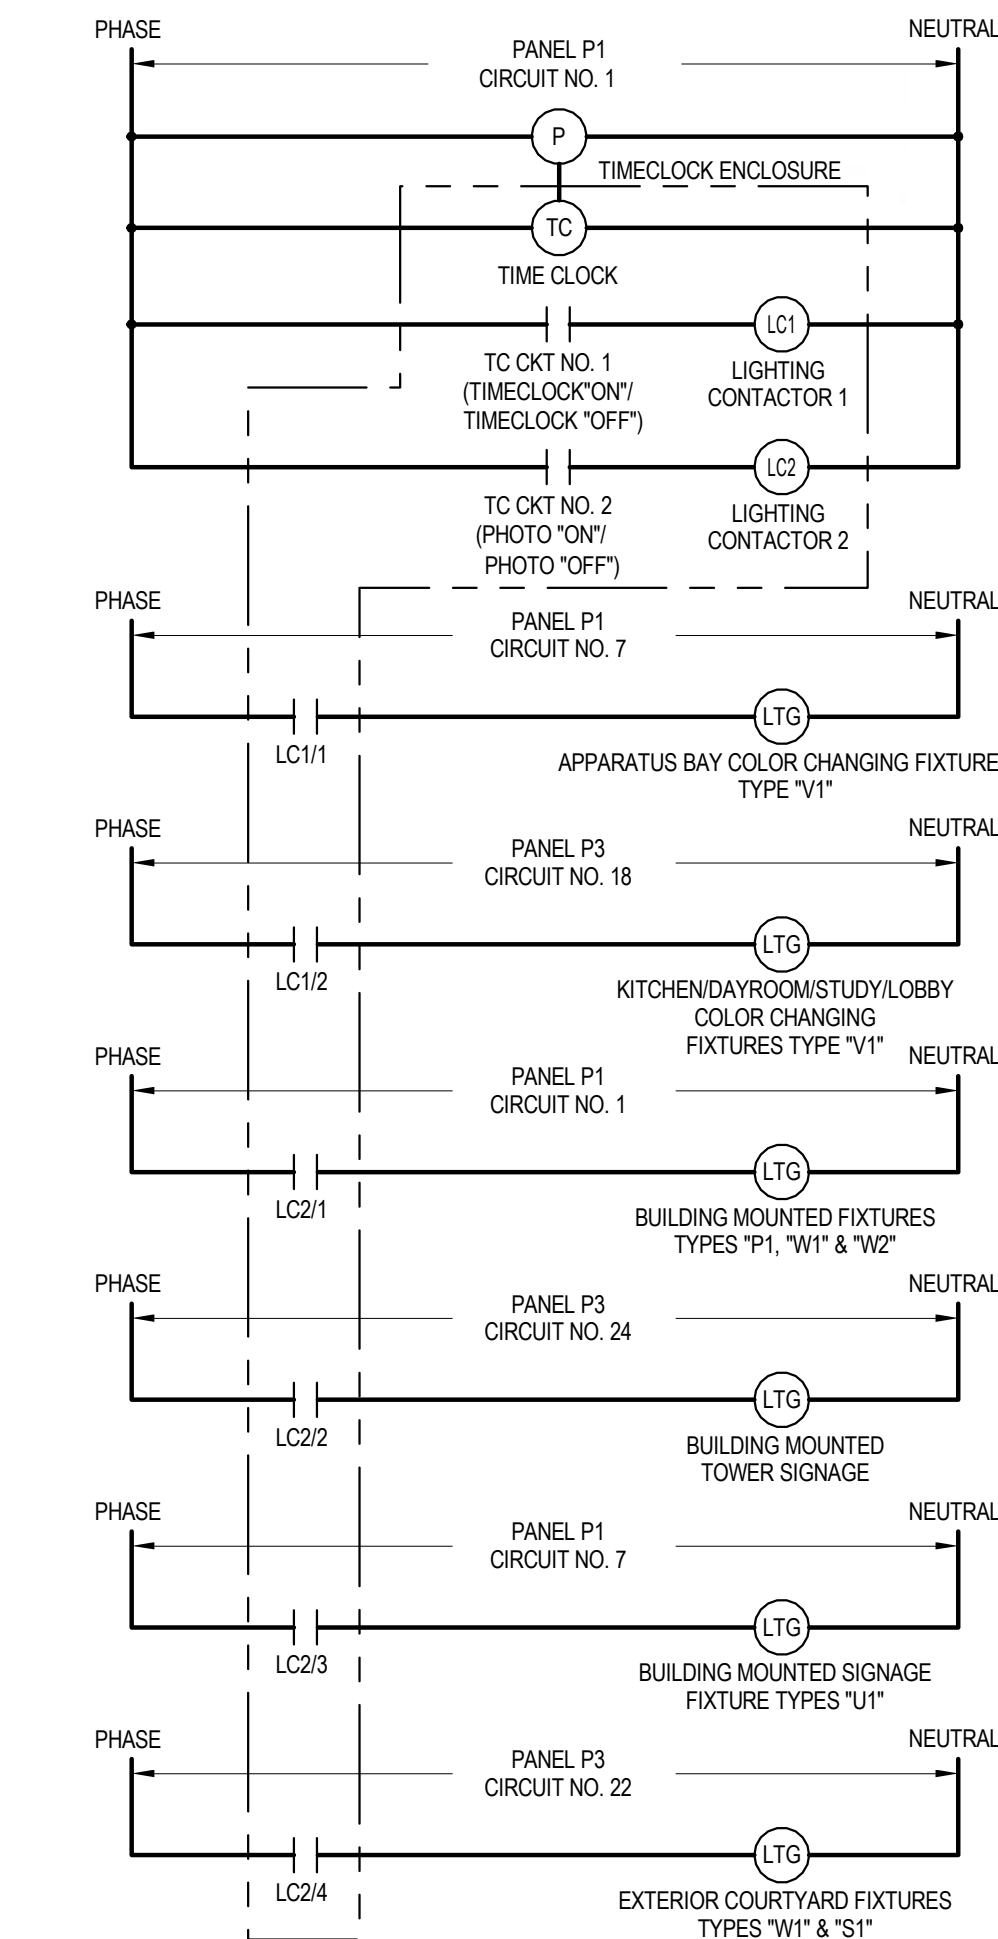 PHASE
NEUTRAL
PANEL P1
CIRCUIT NO. 1
P
TIMECLOCK ENCLOSURE
TC
TIME CLOCK
LC1
TC CKT NO. 1
(TIMECLOCK"ON"/
TIMECLOCK "OFF")
LIGHTING
CONTACTOR 1
LC2
TC CKT NO. 2
(PHOTO "ON"/
PHOTO "OFF")
LIGHTING
CONTACTOR 2
PHASE
NEUTRAL
PANEL P1
CIRCUIT NO. 7
LTG
LC1/1
APPARATUS BAY COLOR CHANGING FIXTURE
TYPE "V1"
PHASE
NEUTRAL
PANEL P3
CIRCUIT NO. 18
LTG
LC1/2
KITCHEN/DAYROOM/STUDY/LOBBY
COLOR CHANGING
FIXTURES TYPE "V1"
PHASE
NEUTRAL
PANEL P1
CIRCUIT NO. 1
LTG
LC2/1
BUILDING MOUNTED FIXTURES
TYPES "P1, "W1" & "W2"
PHASE
NEUTRAL
PANEL P3
CIRCUIT NO. 24
LTG
LC2/2
BUILDING MOUNTED
TOWER SIGNAGE
PHASE
NEUTRAL
PANEL P1
CIRCUIT NO. 7
LTG
LC2/3
BUILDING MOUNTED SIGNAGE
FIXTURE TYPES "U1"
PHASE
NEUTRAL
PANEL P3
CIRCUIT NO. 22
LTG
LC2/4
EXTERIOR COURTYARD FIXTURES
TYPES "W1" & "S1"